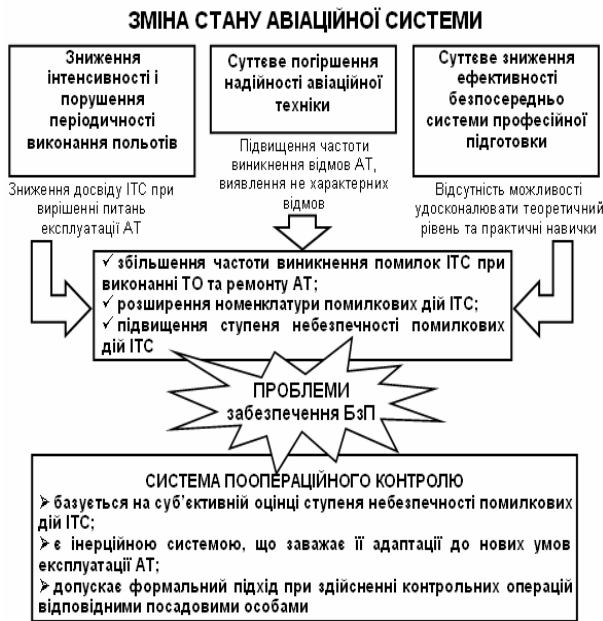 ЗМІНА СТАНУ АВІАЦІЙНОЇ СИСТЕМИ
Зниження
інтенсивності і
порушення
періодичності
виконання польотів
Суттєве погіршення
надійності авіаційної
техніки
Суттєве зниження
ефективності
безпосередньо
системи професійної
підготовки
Зниження досвіду ІТС при
вирішенні питань
експлуатації АТ
Підвищення частоти
виникнення відмов АТ,
виявлення не характерних
відмов
Відсутність можливості
удосконалювати теоретичний
рівень та практичні навички
✓ збільшення частоти виникнення помилок ІТС при
виконанні ТО та ремонту АТ;
✓ розширення номенклатури помилкових дій ІТС;
✓ підвищення ступеня небезпечності помилкових
дій ІТС
ПРОБЛЕМИ
забезпечення БзП
СИСТЕМА ПООПЕРАЦІЙНОГО КОНТРОЛЮ
➢ базується на суб’єктивній оцінці ступеня небезпечності помилкових
дій ІТС;
➢ є інерційною системою, що заважає її адаптації до нових умов
експлуатації АТ;
➢ допускає формальний підхід при здійсненні контрольних операцій
відповідними посадовими особами